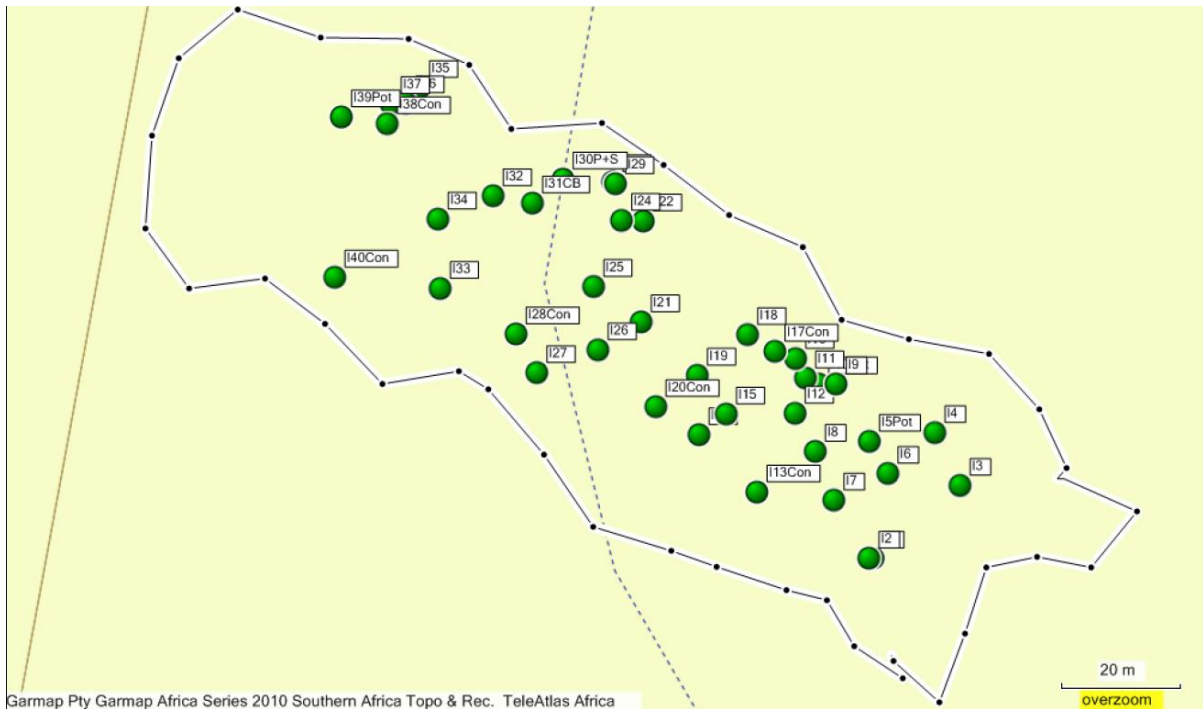 I35
I37
6
I39Pot
I38Con
I30P+S
I29
I32
I31CB
I34
I24
22
I40Con
I33
I25
I21
I28Con
I18
I26
I17Con
I27
I11
I9
I19
I20Con
I15
I12
I5Pot
I4
I8
I6
I3
I13Con
I7
I2
20 m
overzoom
Garmap Pty Garmap Africa Series 2010 Southern Africa Topo & Rec. TeleAtlas Africa